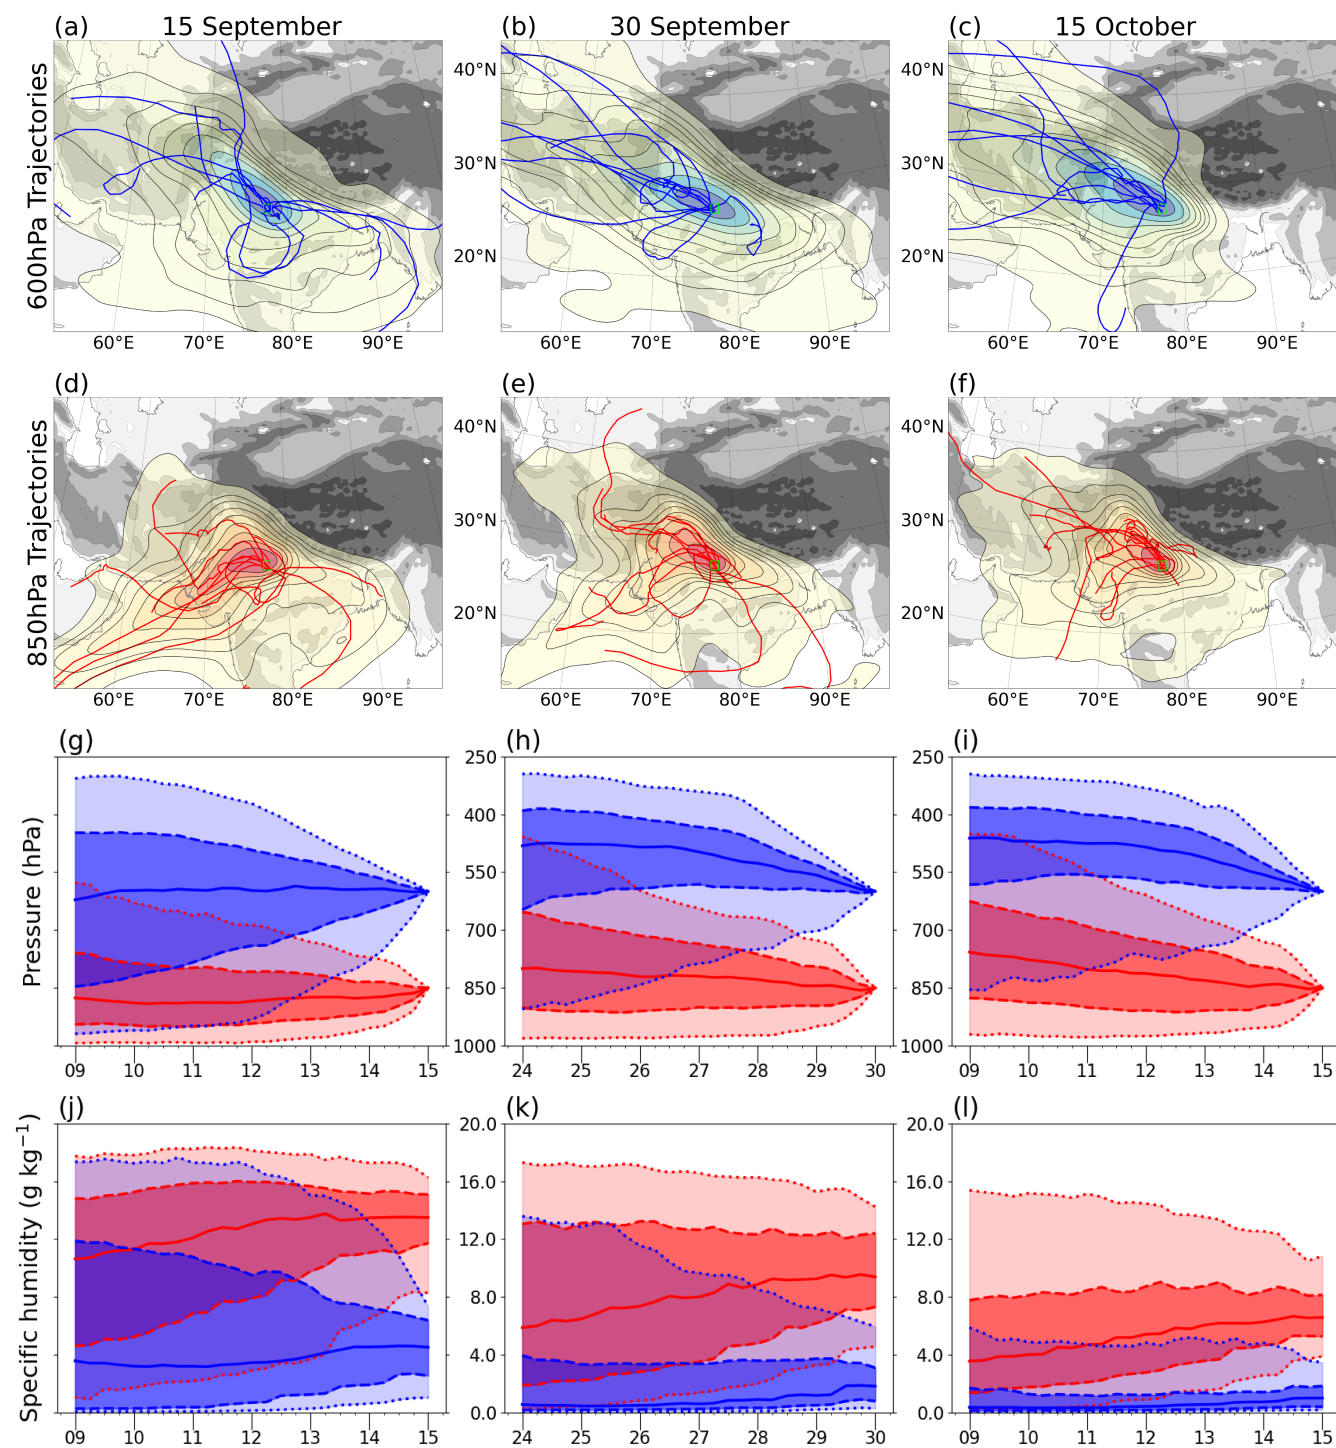 (a) 15 September
(b) 30 September
(c) 15 October
600hPa Trajectories
40°N 40°N
30°N 30°N
20°N 20°N
60°E 70°E 80°E 90°E 60°E 70°E 80°E 90°E 60°E 70°E 80°E 90°E
(d) (e) (f)
850hPa Trajectories
40°N 40°N
30°N 30°N
20°N 20°N
60°E 70°E 80°E 90°E 60°E 70°E 80°E 90°E 60°E 70°E 80°E 90°E
(g) (h) (i)
Pressure (hPa)
250 250
400 400
550 550
700 700
850 850
1000 1000
09 10 11 12 13 14 15 24 25 26 27 28 29 30 09 10 11 12 13 14 15
(j) (k) (l)
Specific humidity (g kg⁻¹)
20.0 20.0
16.0 16.0
12.0 12.0
8.0 8.0
4.0 4.0
0.0 0.0
09 10 11 12 13 14 15 24 25 26 27 28 29 30 09 10 11 12 13 14 15